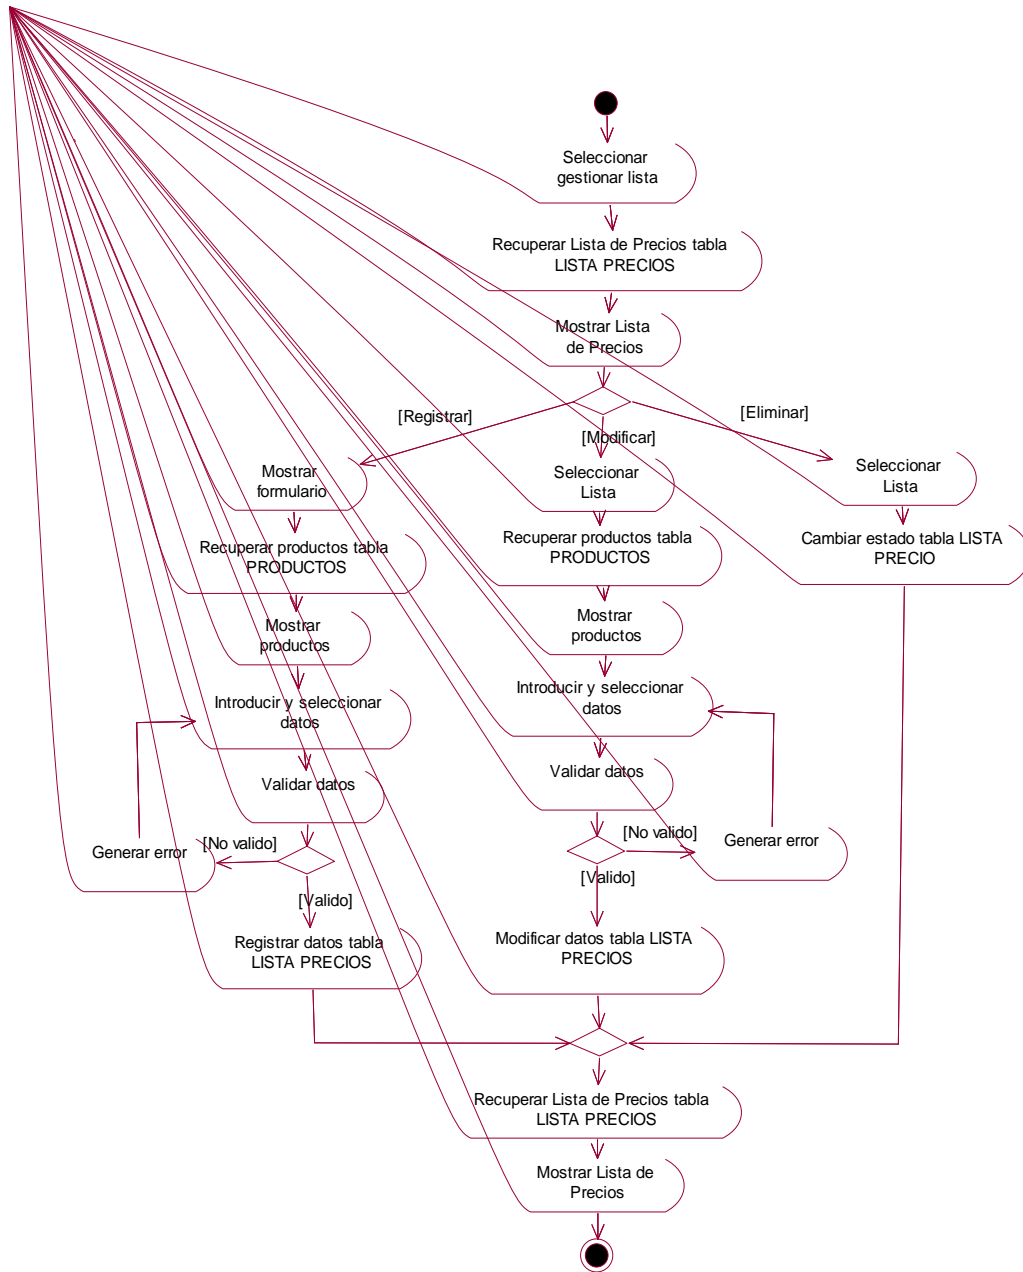 Seleccionar
gestionar lista
Recuperar Lista de Precios tabla
LISTA PRECIOS
Mostrar Lista
de Precios
[Registrar]
[Modificar]
[Eliminar]
Mostrar
formulario
Seleccionar
Lista
Seleccionar
Lista
Recuperar productos tabla
PRODUCTOS
Recuperar productos tabla
PRODUCTOS
Cambiar estado tabla LISTA
PRECIO
Mostrar
productos
Mostrar
productos
Introducir y seleccionar
datos
Introducir y seleccionar
datos
Validar datos
Validar datos
Generar error
[No valido]
[No valido]
Generar error
[Valido]
[Valido]
Registrar datos tabla
LISTA PRECIOS
Modificar datos tabla LISTA
PRECIOS
Recuperar Lista de Precios tabla
LISTA PRECIOS
Mostrar Lista de
Precios